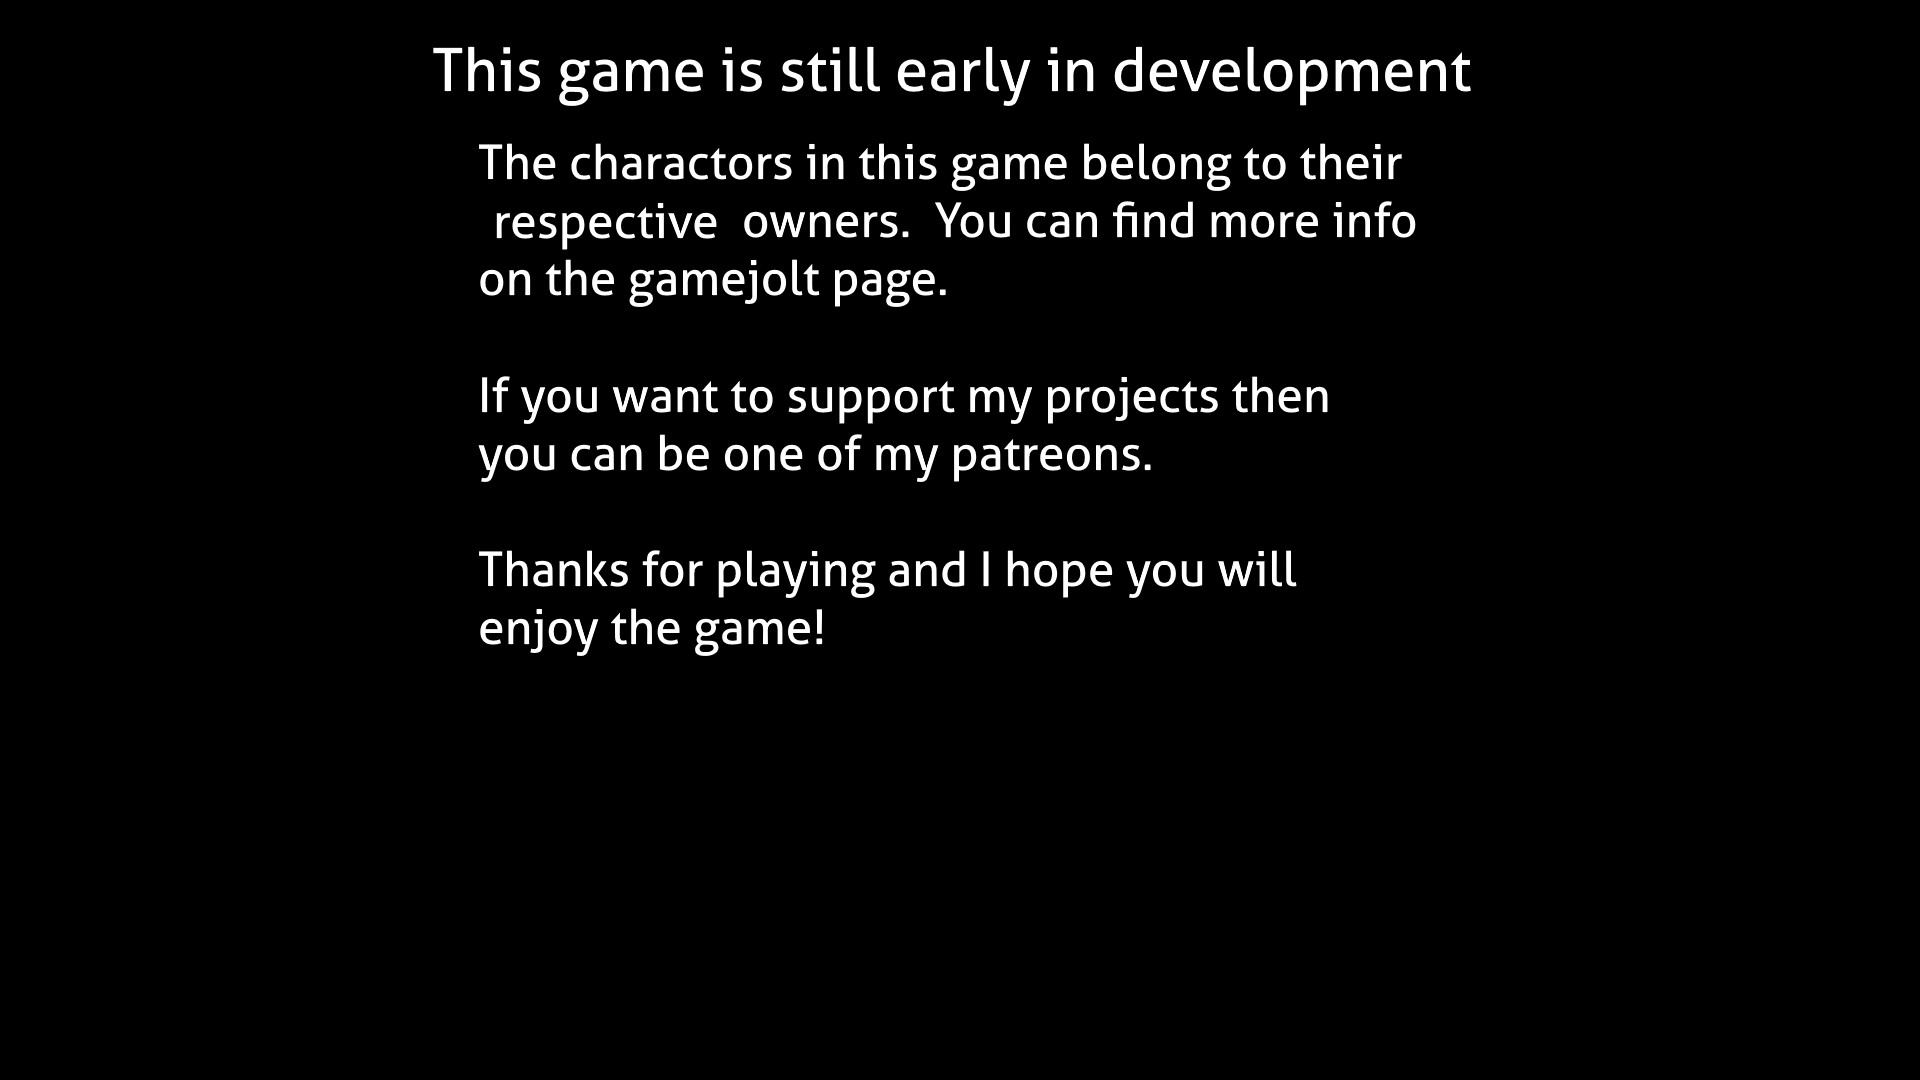 This game is still early in development
The charactors in this game belong to their
respective owners. You can find more info
on the gamejolt page.
If you want to support my projects then
you can be one of my patreons.
Thanks for playing and I hope you will
enjoy the game!